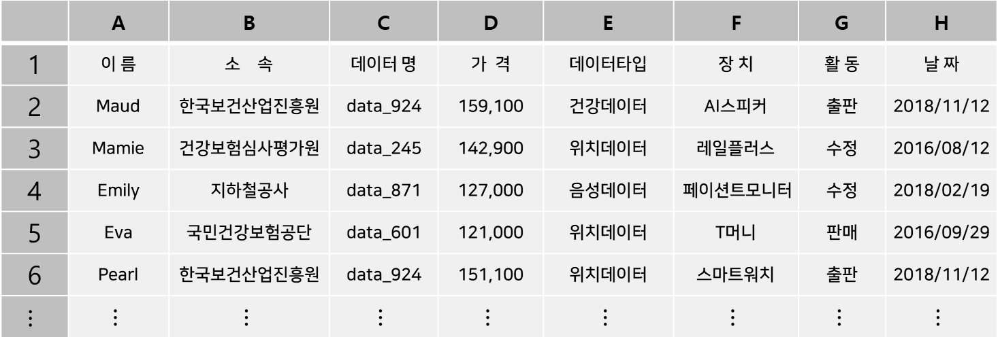 A B C D E F G H
1 이 름 소 속 데이터 명 가 격 데이터타입 장 치 활 동 날 짜
2 Maud 한국보건산업진흥원 data_924 159,100 건강데이터 AI스피커 출판 2018/11/12
3 Mamie 건강보험심사평가원 data_245 142,900 위치데이터 레일플러스 수정 2016/08/12
4 Emily 지하철공사 data_871 127,000 음성데이터 페이션트모니터 수정 2018/02/19
5 Eva 국민건강보험공단 data_601 121,000 위치데이터 T머니 판매 2016/09/29
6 Pearl 한국보건산업진흥원 data_924 151,100 위치데이터 스마트워치 출판 2018/11/12
⋮ ⋮ ⋮ ⋮ ⋮ ⋮ ⋮ ⋮ ⋮